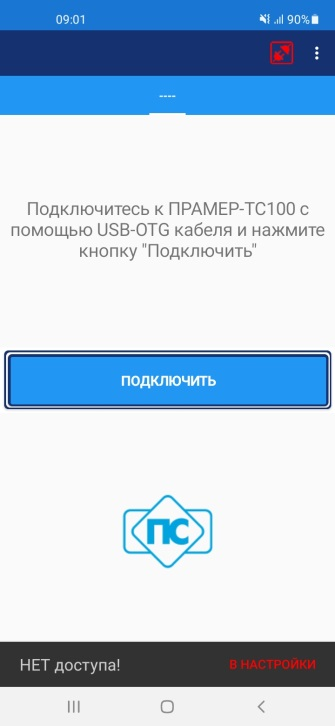 09:01 90%
----
Подключитесь к ПРАМЕР-ТС100 с
помощью USB-OTG кабеля и нажмите
кнопку "Подключить"
ПОДКЛЮЧИТЬ
ПС
НЕТ доступа! В НАСТРОЙКИ